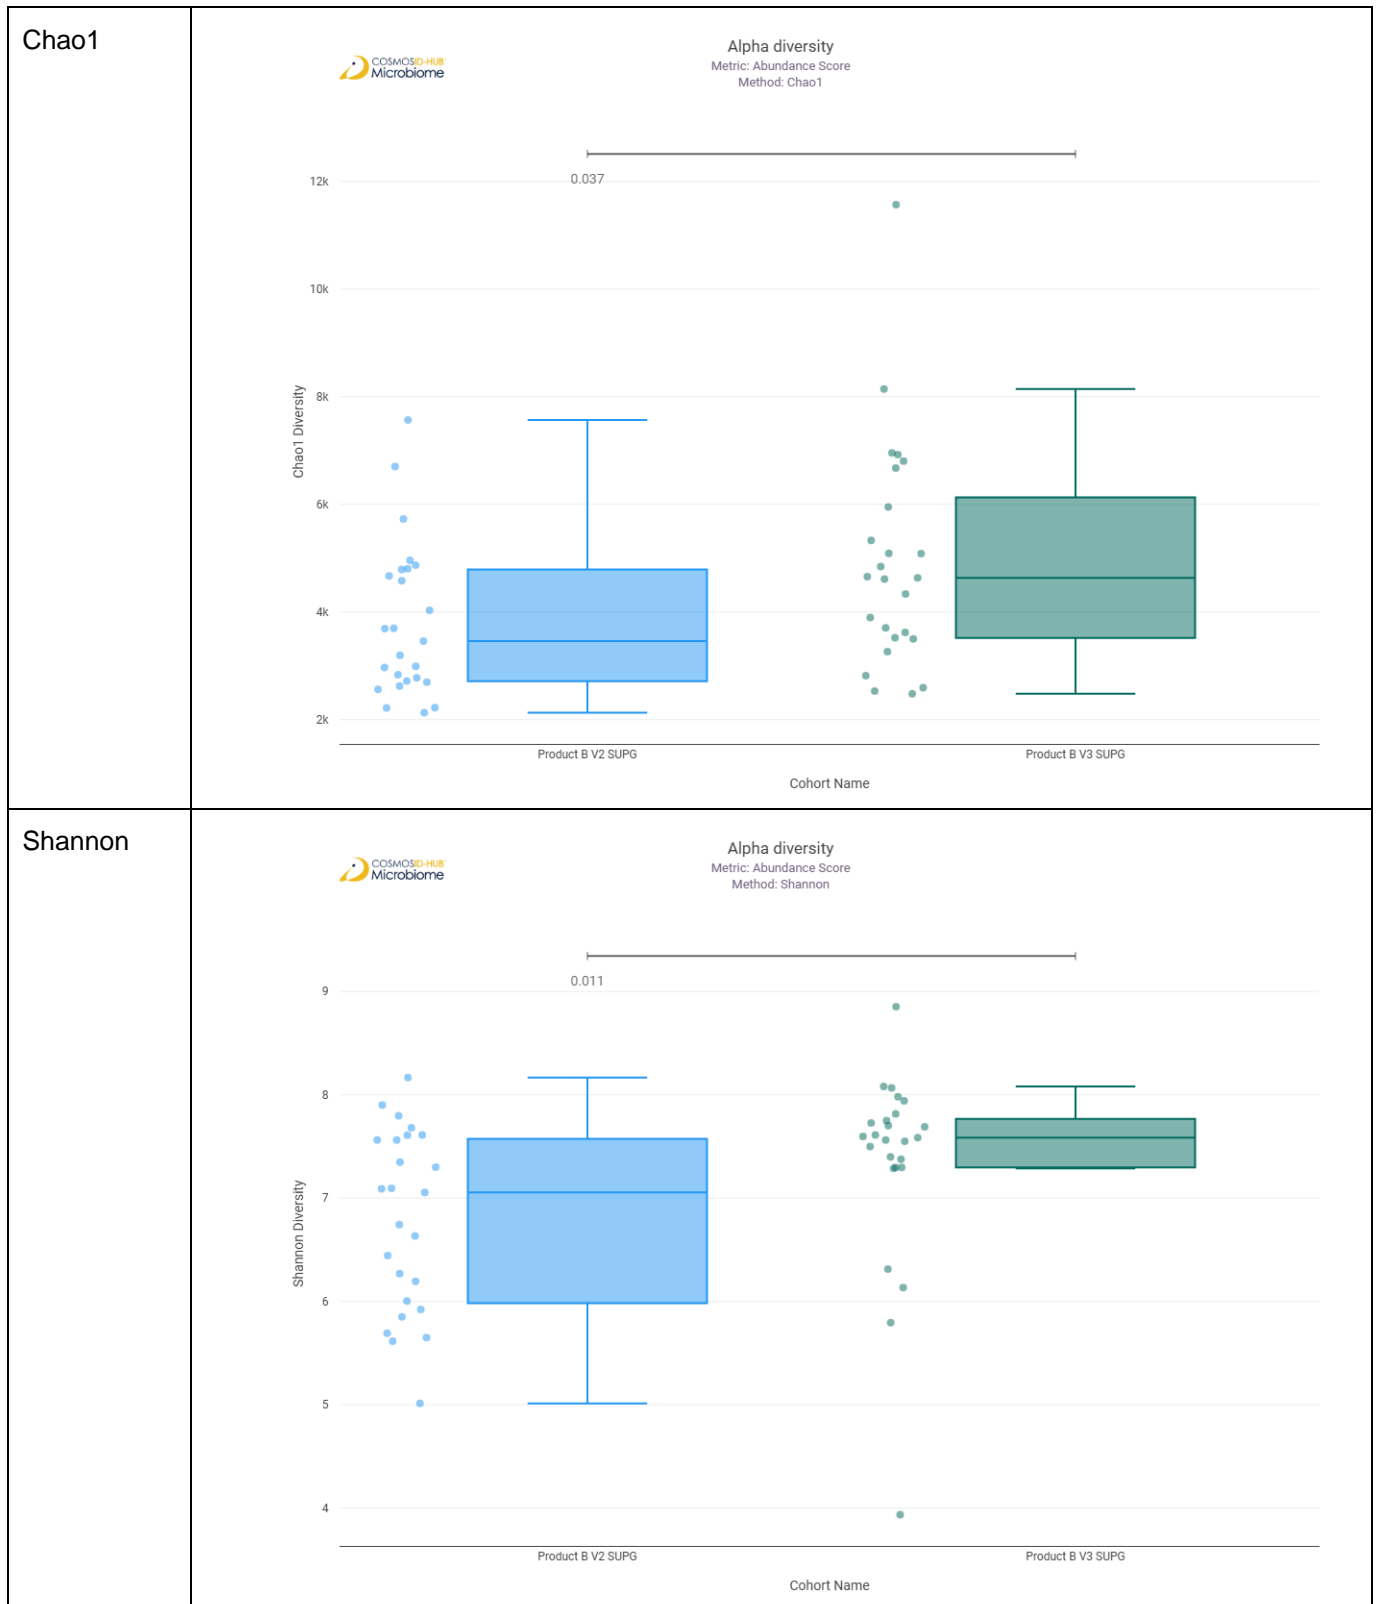 Chao1
COSMOSID-HUB
Microbiome
Alpha diversity
Metric: Abundance Score
Method: Chao1
0.037
12k
10k
8k
6k
4k
2k
Chao1 Diversity
Product B V2 SUPG
Product B V3 SUPG
Cohort Name
Shannon
COSMOSID-HUB
Microbiome
Alpha diversity
Metric: Abundance Score
Method: Shannon
0.011
9
8
7
6
5
4
Shannon Diversity
Product B V2 SUPG
Product B V3 SUPG
Cohort Name